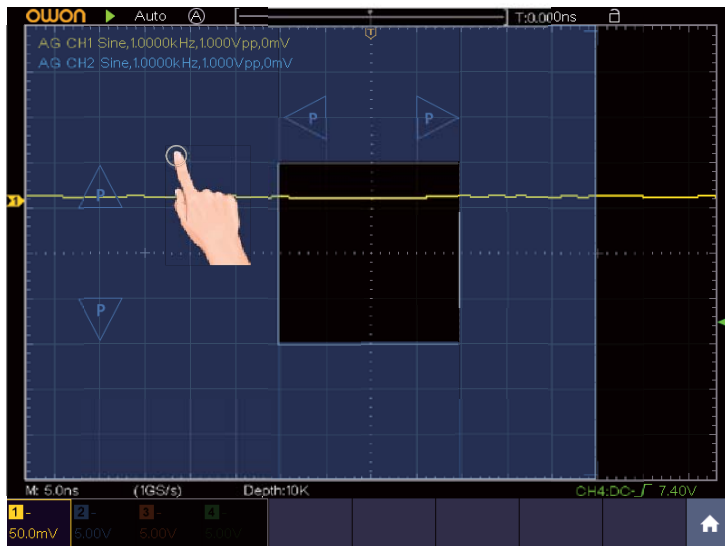 OWON Auto A T:0.000ns
T
AG CH1 Sine,1.0000kHz,1.000Vpp,0mV
AG CH2 Sine,1.0000kHz,1.000Vpp,0mV
P P
P
1
P
M: 5.0ns (1GS/s) Depth:10K CH4:DC- 7.40V
1 - 2 - 3 - 4 -
50.0mV 5.00V 5.00V 5.00V